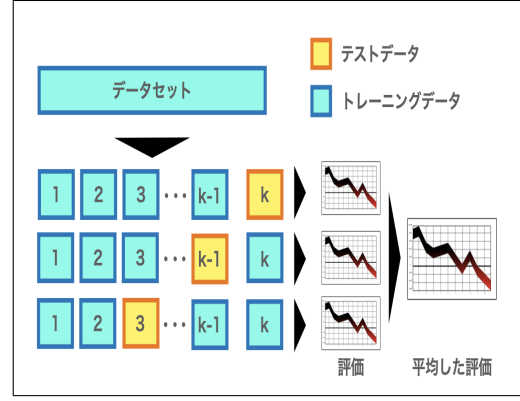 テストデータ
データセット
トレーニングデータ
1 2 3 ··· k-1 k
1 2 3 ··· k-1 k
1 2 3 ··· k-1 k
評価 平均した評価